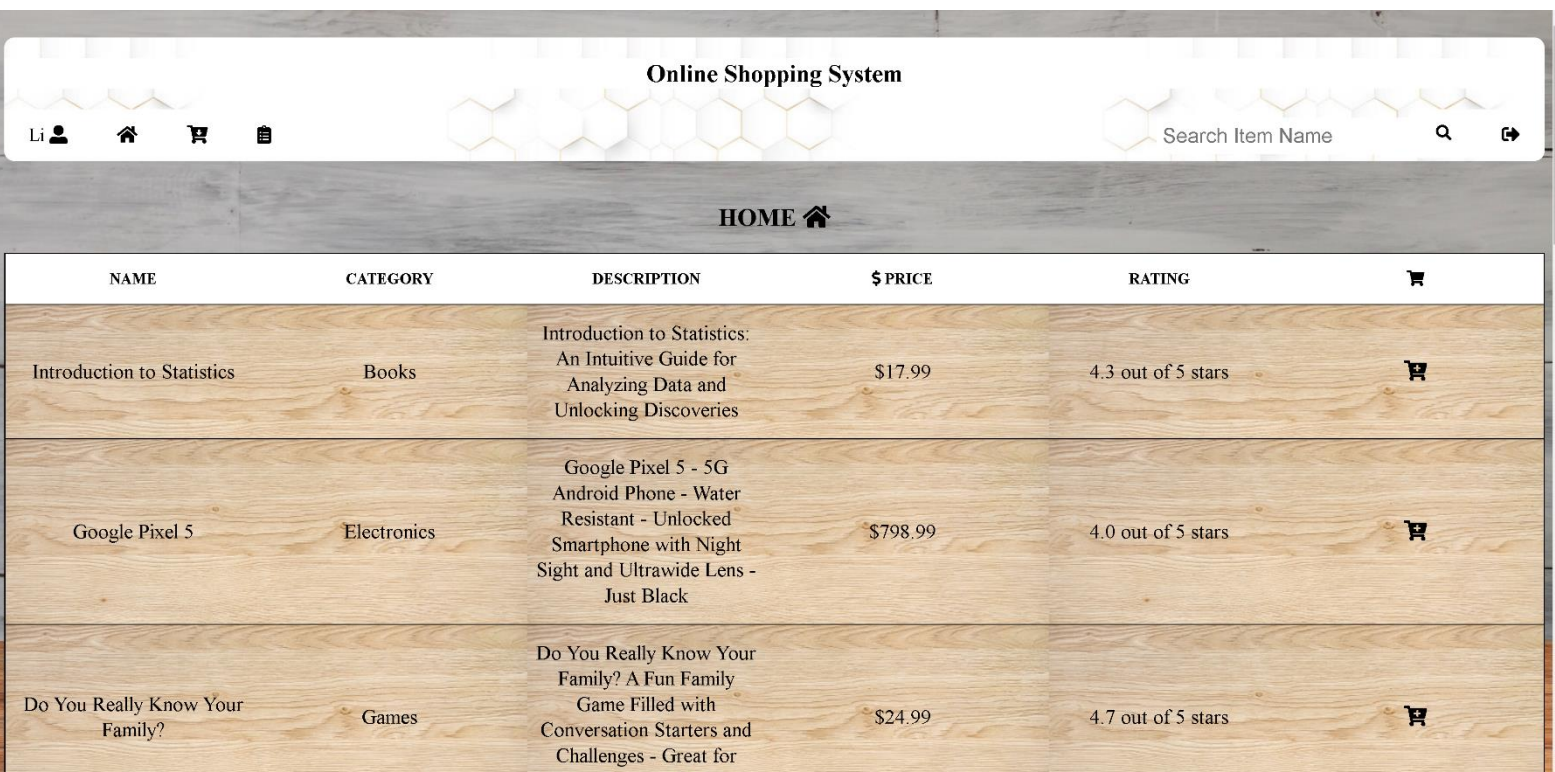 Online Shopping System
Li
Search Item Name
HOME
NAME CATEGORY DESCRIPTION $ PRICE RATING
Introduction to Statistics Books Introduction to Statistics:
An Intuitive Guide for
Analyzing Data and
Unlocking Discoveries $17.99 4.3 out of 5 stars
Google Pixel 5 Electronics Google Pixel 5 - 5G
Android Phone - Water
Resistant - Unlocked
Smartphone with Night
Sight and Ultrawide Lens -
Just Black $798.99 4.0 out of 5 stars
Do You Really Know Your
Family? Games Do You Really Know Your
Family? A Fun Family
Game Filled with
Conversation Starters and
Challenges - Great for $24.99 4.7 out of 5 stars